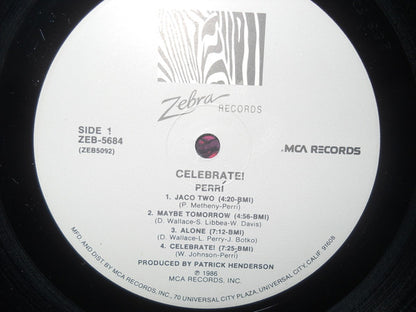 Zebra
RECORDS
SIDE 1
ZEB-5684
(ZEB5092)
MCA RECORDS
CELEBRATE!
PERRÍ
1. JACO TWO (4:20-BMI)
(P. Metheny-Perri)
2. MAYBE TOMORROW (4:56-BMI)
(D. Wallace-S. Libbea-W. Davis)
3. ALONE (7:12-BMI)
(D. Wallace-L. Perry-J. Botko)
4. CELEBRATE! (7:25-BMI)
(W. Johnson-Perri)
PRODUCED BY PATRICK HENDERSON
℗ 1986
MCA RECORDS, INC.
MFD AND DIST BY MCA RECORDS, INC., 70 UNIVERSAL CITY PLAZA, UNIVERSAL CITY, CALIF. 91608